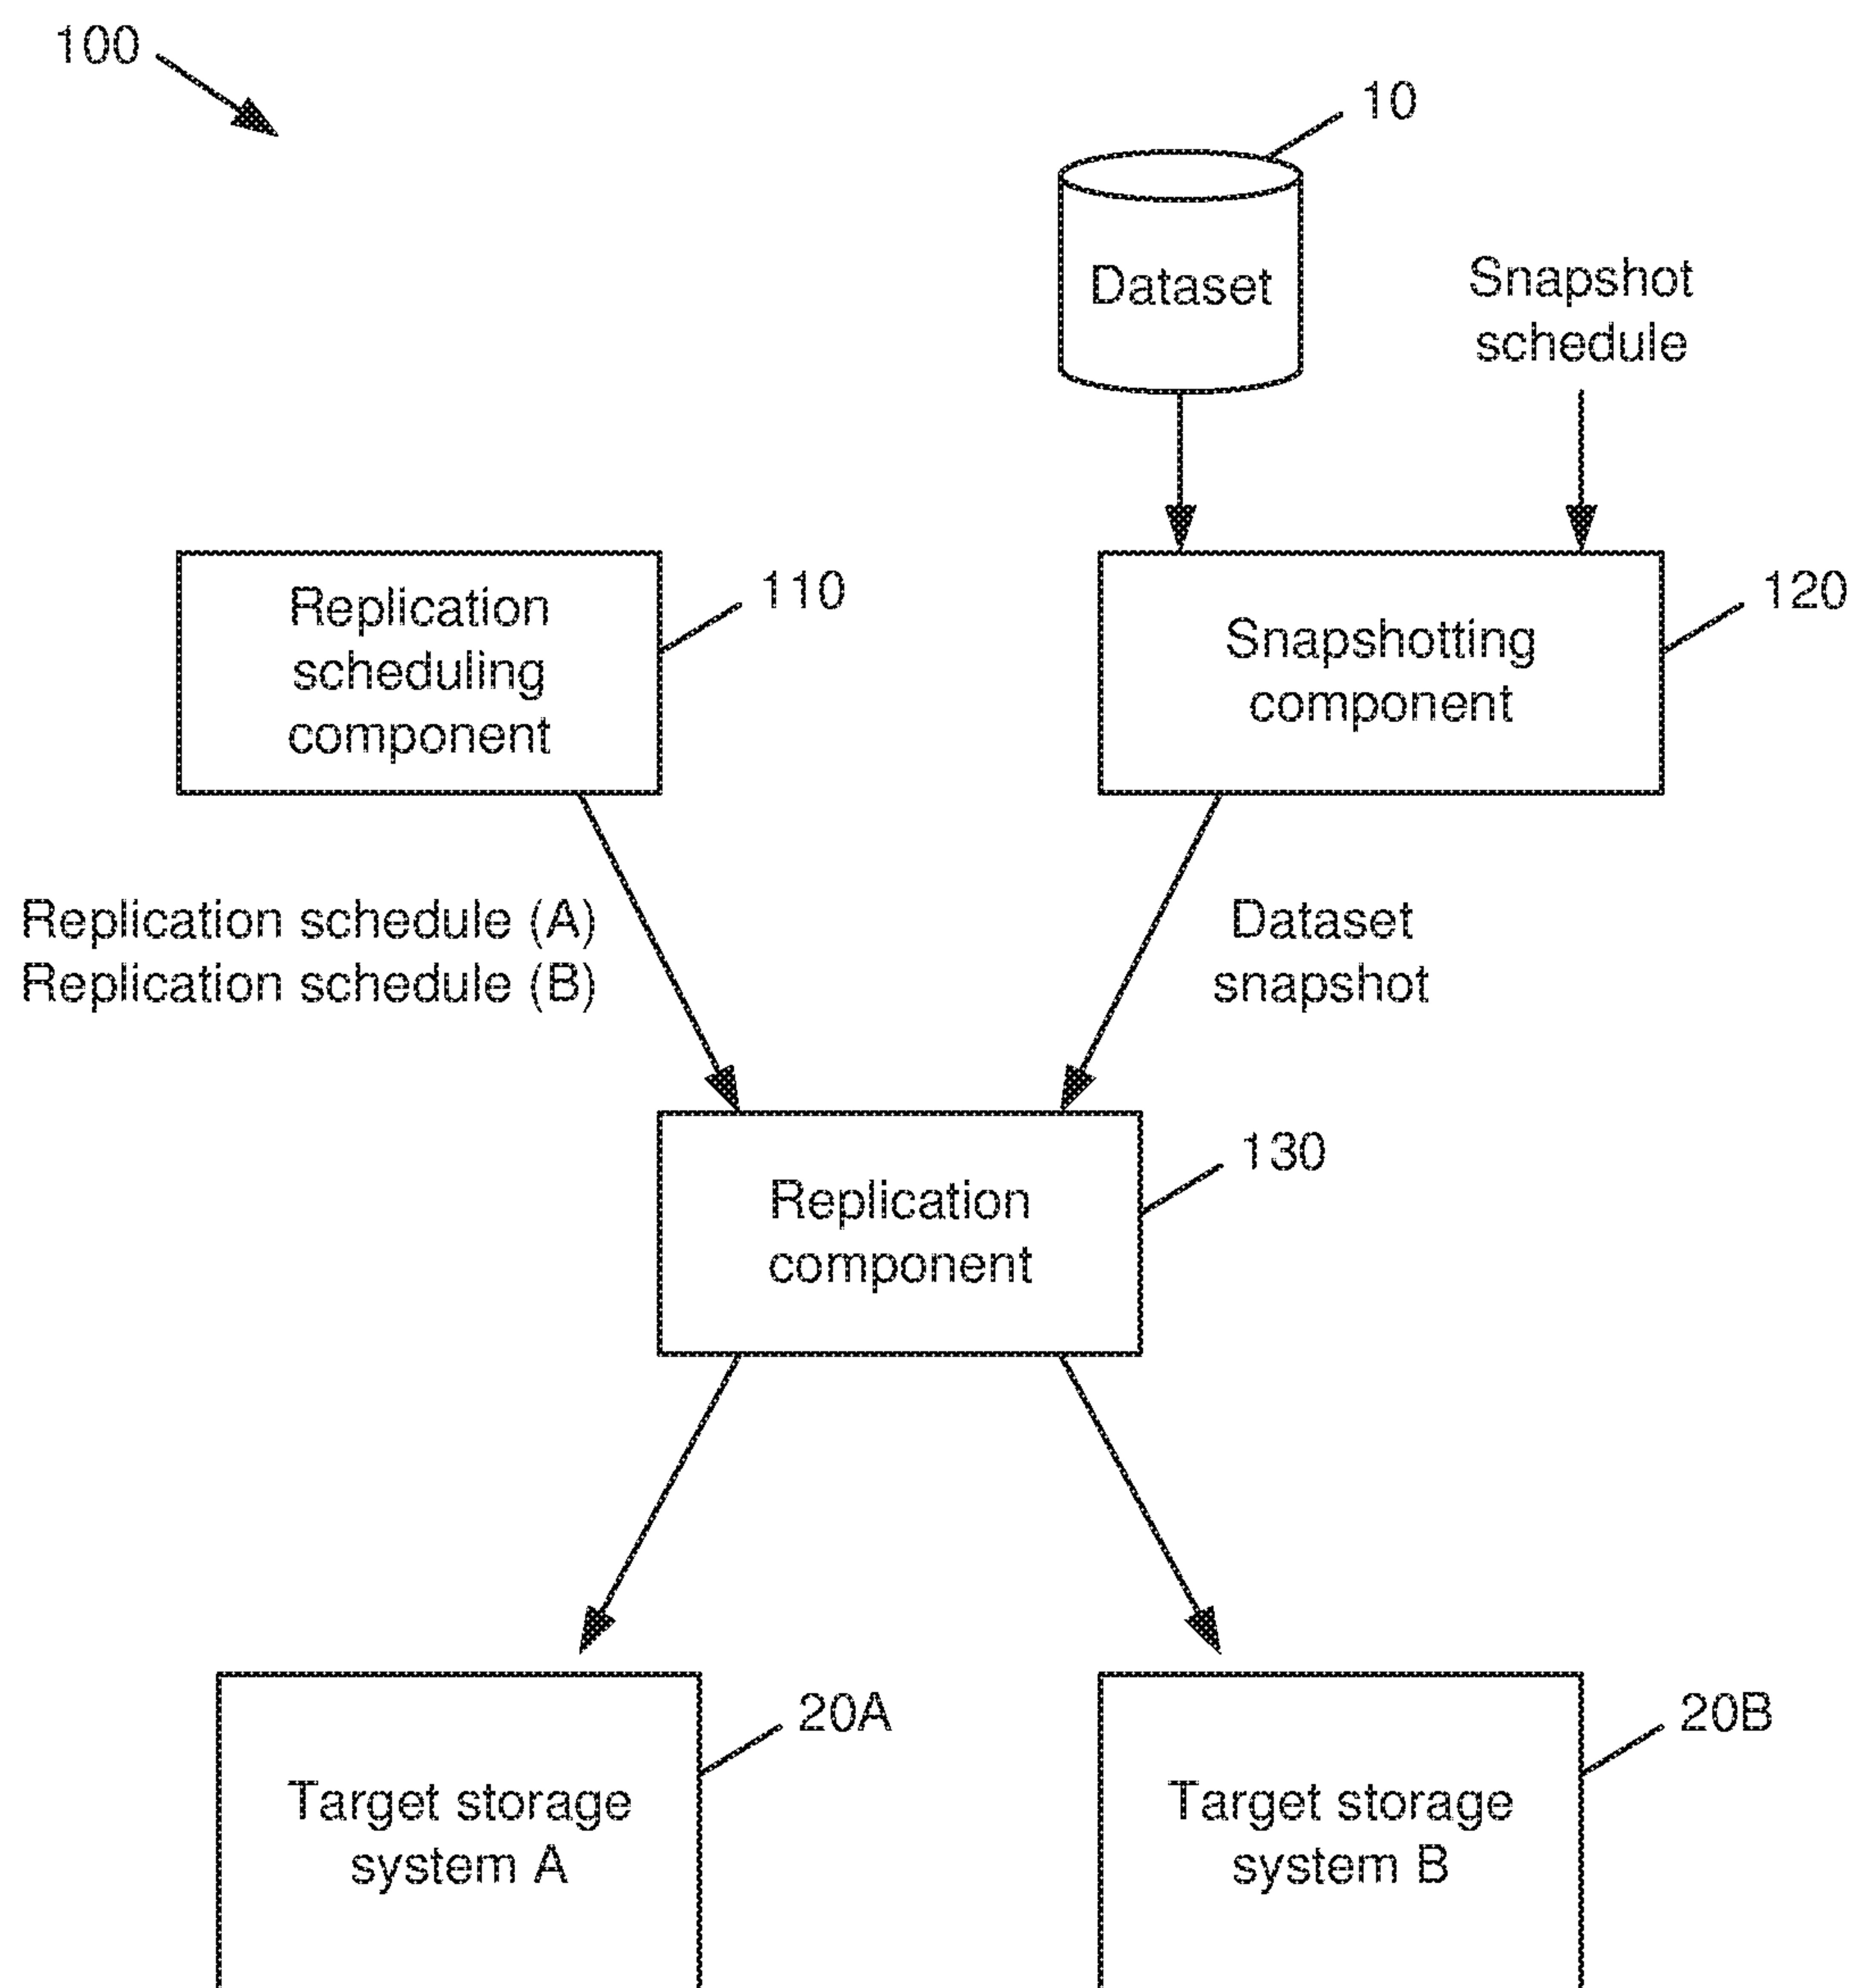 100
10
Dataset
Snapshot
schedule
Replication
scheduling
component
110
Snapshotting
component
120
Replication schedule (A)
Replication schedule (B)
Dataset
snapshot
Replication
component
130
Target storage
system A
20A
Target storage
system B
20B